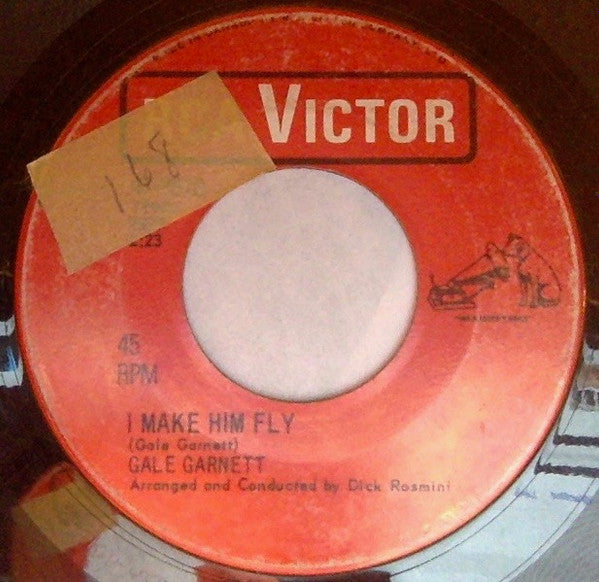 VICTOR
168
2:23
45
RPM
I MAKE HIM FLY
(Gale Garnett)
GALE GARNETT
Arranged and Conducted by Dick Rosmini